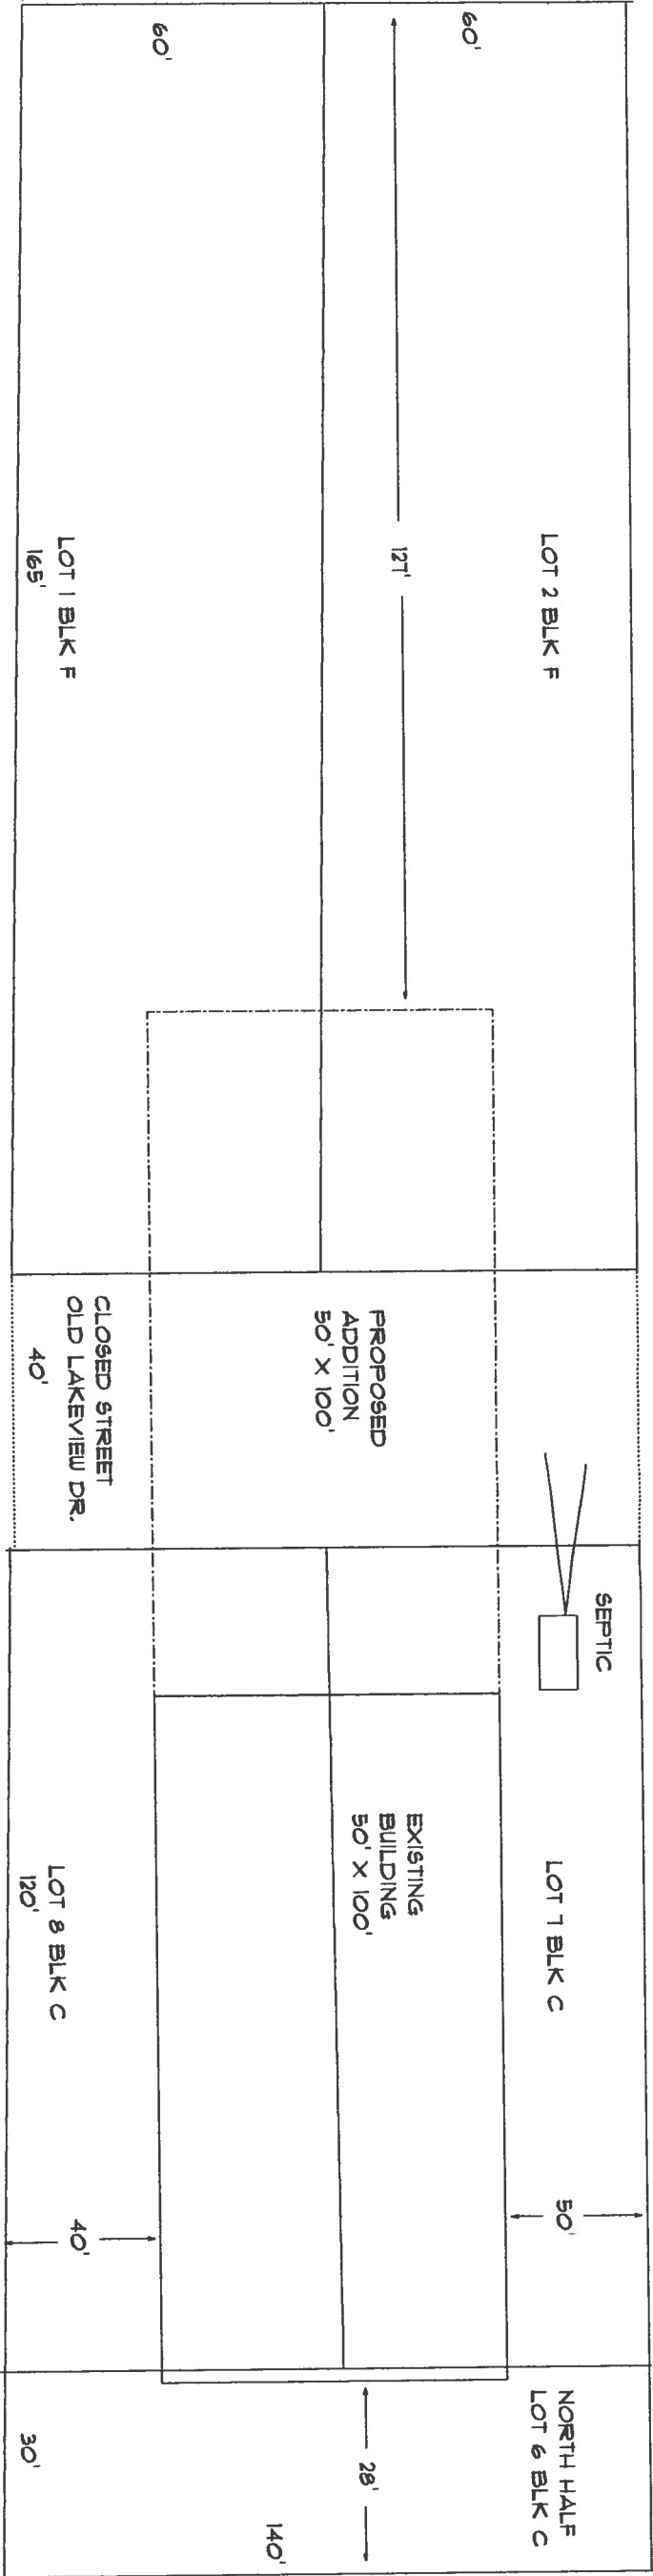 60'
60'
127'
LOT 2 BLK F
LOT 1 BLK F
165'
PROPOSED
ADDITION
50' X 100'
CLOSED STREET
OLD LAKEVIEW DR.
40'
SEPTIC
LOT 7 BLK C
EXISTING
BUILDING
50' X 100'
LOT 8 BLK C
120'
50'
40'
NORTH HALF
LOT 6 BLK C
28'
140'
30'